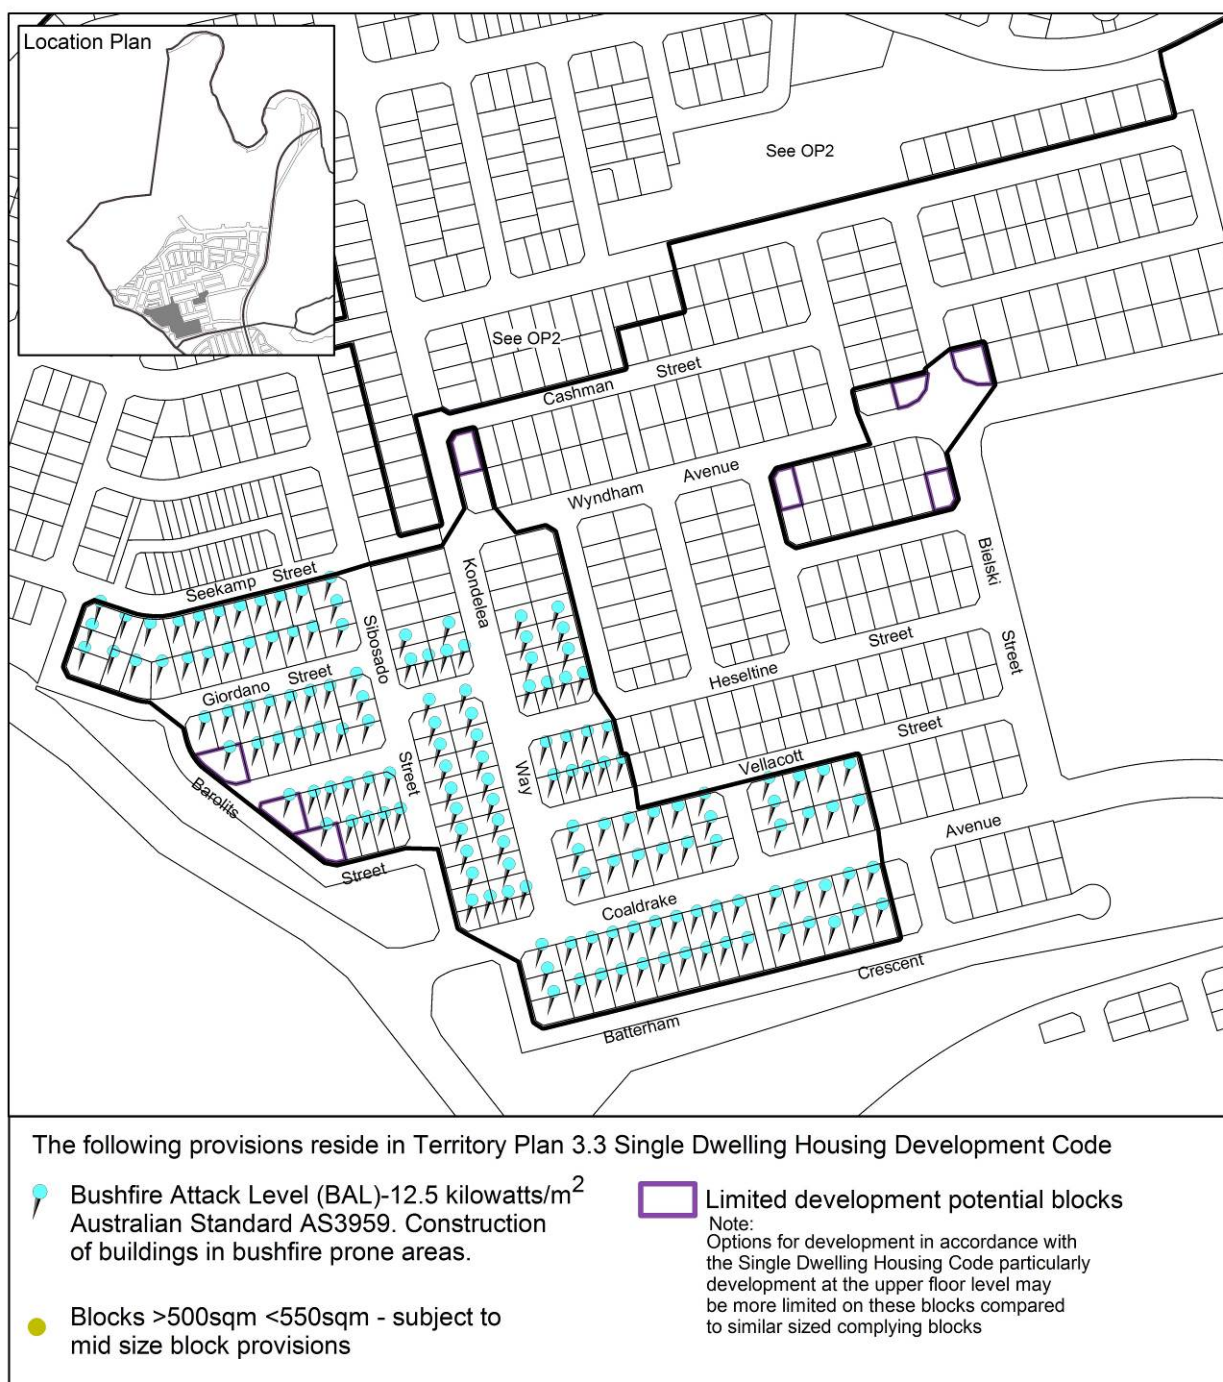 Location Plan
See OP2
See OP2
Cashman Street
Wyndham Avenue
Seekamp Street
Kondelea
Way
Bielski
Street
Sibosado
Street
Heseltine Street
Giordano Street
Vellacott Street
Barolits
Street
Avenue
Coaldrake
Crescent
Batterham
The following provisions reside in Territory Plan 3.3 Single Dwelling Housing Development Code
Bushfire Attack Level (BAL)-12.5 kilowatts/m²
Australian Standard AS3959. Construction
of buildings in bushfire prone areas.
Blocks >500sqm <550sqm - subject to
mid size block provisions
Limited development potential blocks
Note:
Options for development in accordance with
the Single Dwelling Housing Code particularly
development at the upper floor level may
be more limited on these blocks compared
to similar sized complying blocks